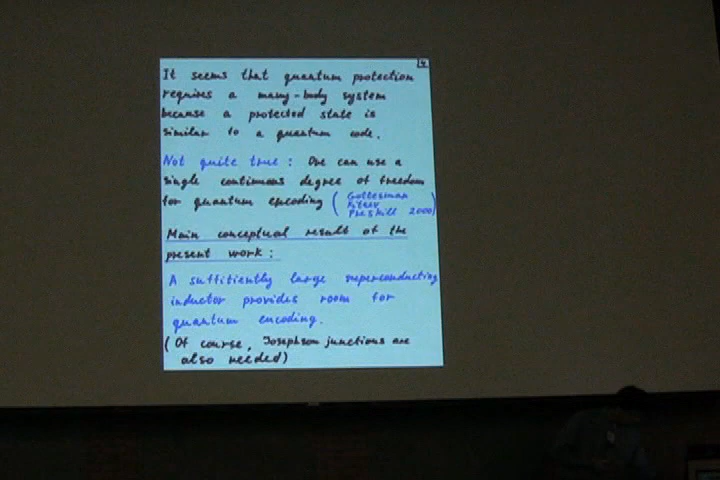 4
It seems that quantum protection
requires a many-body system
because a protected state is
similar to a quantum code.
Not quite true: One can use a
single continuous degree of freedom
for quantum encoding (Gottesman
Kitaev
Preskill 2000)
Main conceptual result of the
present work:
A suffitiently large superconducting
inductor provides room for
quantum encoding.
(Of course, Josephson junctions are
also needed)